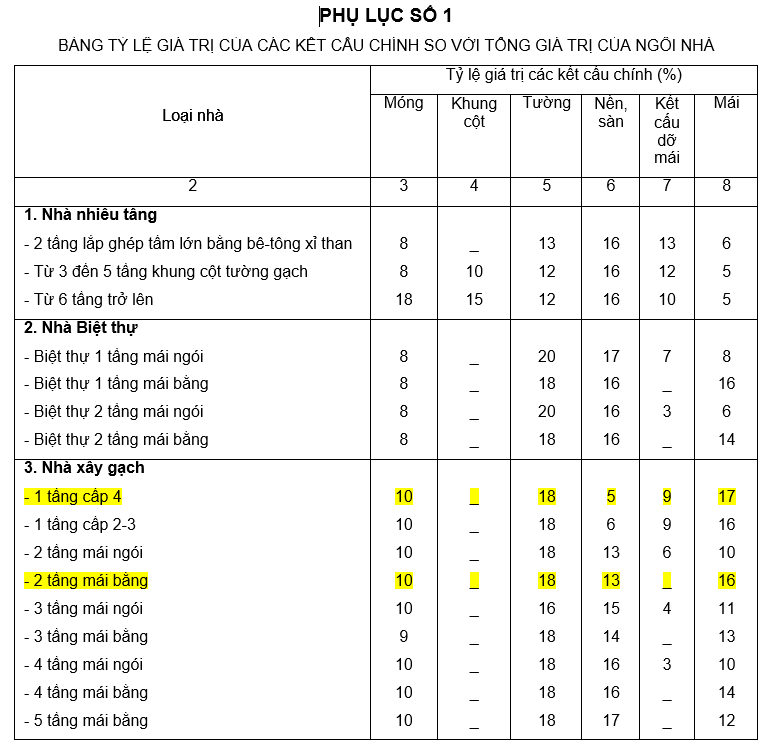 PHỤ LỤC SỐ 1
BẢNG TỶ LỆ GIÁ TRỊ CỦA CÁC KẾT CẤU CHÍNH SO VỚI TỔNG GIÁ TRỊ CỦA NGÔI NHÀ
Loại nhà
Tỷ lệ giá trị các kết cấu chính (%)
Móng Khung cột Tường Nền, sàn Kết cấu dỡ mái Mái
2 3 4 5 6 7 8
1. Nhà nhiều tầng
- 2 tầng lắp ghép tấm lớn bằng bê-tông xỉ than 8 _ 13 16 13 6
- Từ 3 đến 5 tầng khung cột tường gạch 8 10 12 16 12 5
- Từ 6 tầng trở lên 18 15 12 16 10 5
2. Nhà Biệt thự
- Biệt thự 1 tầng mái ngói 8 _ 20 17 7 8
- Biệt thự 1 tầng mái bằng 8 _ 18 16 _ 16
- Biệt thự 2 tầng mái ngói 8 _ 20 16 3 6
- Biệt thự 2 tầng mái bằng 8 _ 18 16 _ 14
3. Nhà xây gạch
- 1 tầng cấp 4 10 _ 18 5 9 17
- 1 tầng cấp 2-3 10 _ 18 6 9 16
- 2 tầng mái ngói 10 _ 18 13 6 10
- 2 tầng mái bằng 10 _ 18 13 _ 16
- 3 tầng mái ngói 10 _ 16 15 4 11
- 3 tầng mái bằng 9 _ 18 14 _ 13
- 4 tầng mái ngói 10 _ 18 16 3 10
- 4 tầng mái bằng 10 _ 18 16 _ 14
- 5 tầng mái bằng 10 _ 18 17 _ 12